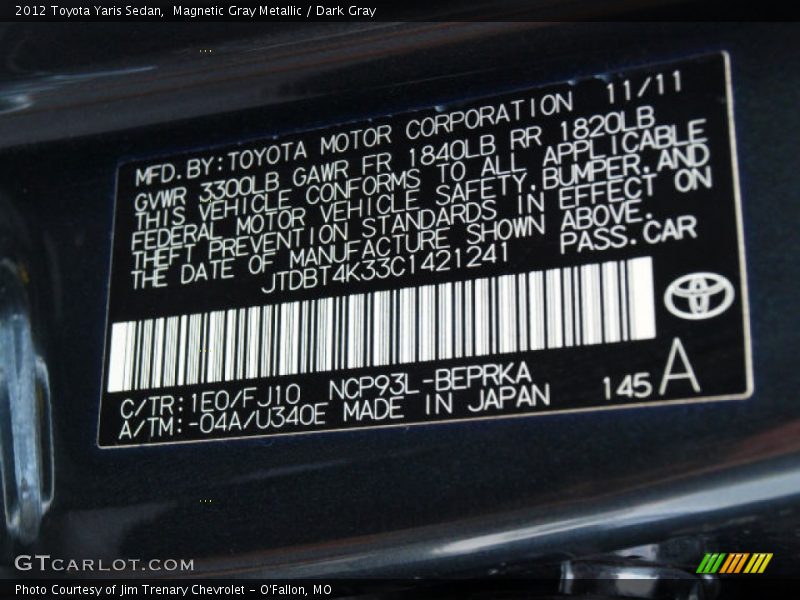 2012 Toyota Yaris Sedan,  Magnetic Gray Metallic / Dark Gray
MFD.BY:TOYOTA MOTOR CORPORATION 11/11
GVWR 3300LB GAWR FR 1840LB RR 1820LB
THIS VEHICLE CONFORMS TO ALL APPLICABLE
FEDERAL MOTOR VEHICLE SAFETY,BUMPER,AND
THEFT PREVENTION STANDARDS IN EFFECT ON
THE DATE OF MANUFACTURE SHOWN ABOVE.
JTDBT4K33C1421241 PASS.CAR
C/TR:1E0/FJ10 NCP93L-BEPRKA
A/TM:-04A/U340E MADE IN JAPAN 145 A
GTCARLOT.COM
Photo Courtesy of Jim Trenary Chevrolet - O'Fallon, MO